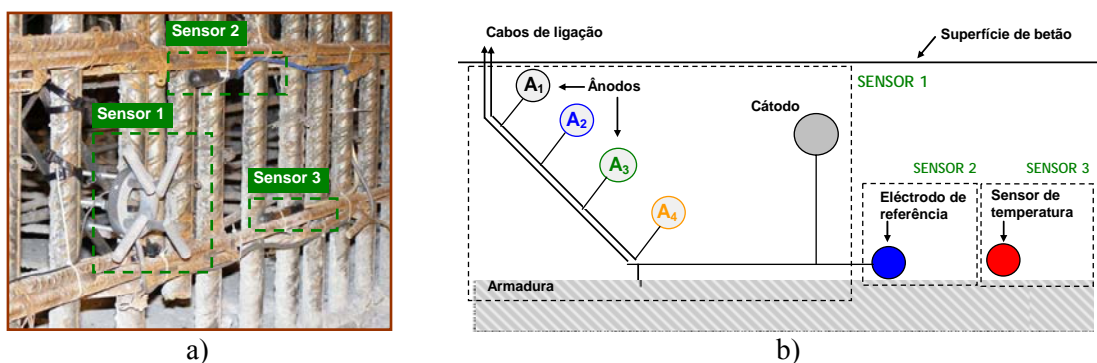 Sensor 2
Sensor 1
Sensor 3
a)
Cabos de ligação
Superfície de betão
A1
Ânodos
SENSOR 1
A2
Cátodo
A3
SENSOR 2
SENSOR 3
Eléctrodo de
referência
Sensor de
temperatura
A4
Armadura
b)